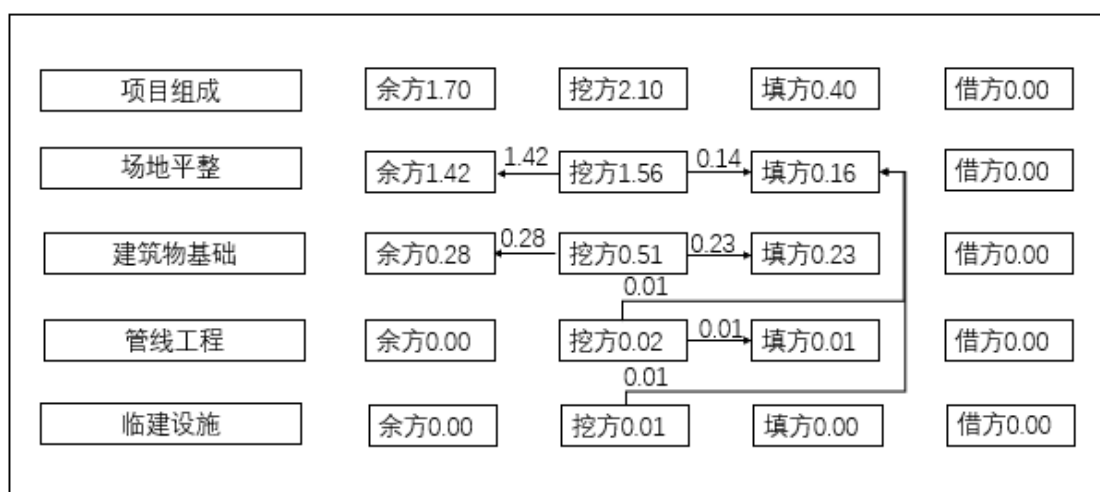 项目组成 余方1.70 挖方2.10 填方0.40 借方0.00
1.42 0.14
场地平整 余方1.42 挖方1.56 填方0.16 借方0.00
0.28 0.23
建筑物基础 余方0.28 挖方0.51 填方0.23 借方0.00
0.01
0.01
管线工程 余方0.00 挖方0.02 填方0.01 借方0.00
0.01
临建设施 余方0.00 挖方0.01 填方0.00 借方0.00